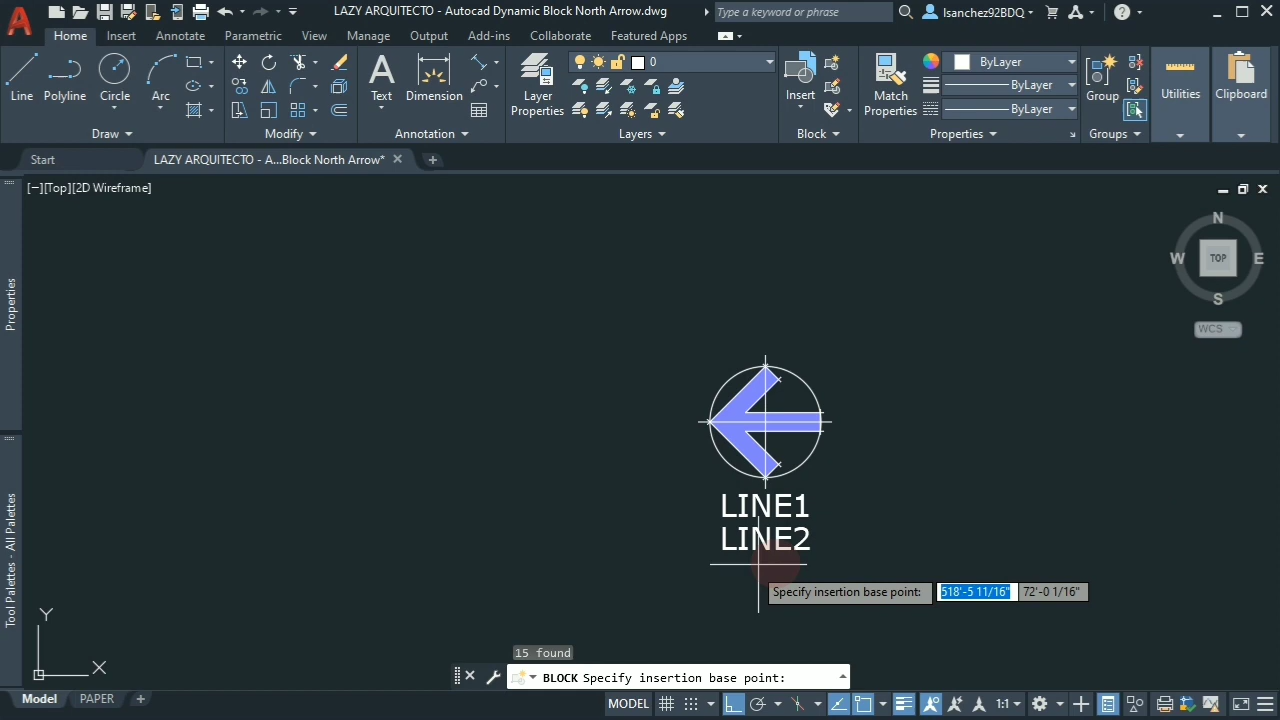 LAZY ARQUITECTO - Autocad Dynamic Block North Arrow.dwg
Type a keyword or phrase
lsanchez92BDQ
Home Insert Annotate Parametric View Manage Output Add-ins Collaborate Featured Apps
Line Polyline Circle Arc
Draw
Modify
Text Dimension
Annotation
Layer Properties
0
Layers
Insert
Block
Match Properties
ByLayer
ByLayer
ByLayer
Properties
Group
Groups
Utilities
Clipboard
Start
LAZY ARQUITECTO - A...Block North Arrow*
[−][Top][2D Wireframe]
N
W TOP E
S
WCS
Properties
Tool Palettes - All Palettes
LINE1
LINE2
Specify insertion base point: 518'-5 11/16" 72'-0 1/16"
Y
X
15 found
BLOCK Specify insertion base point:
Model PAPER
MODEL 1:1